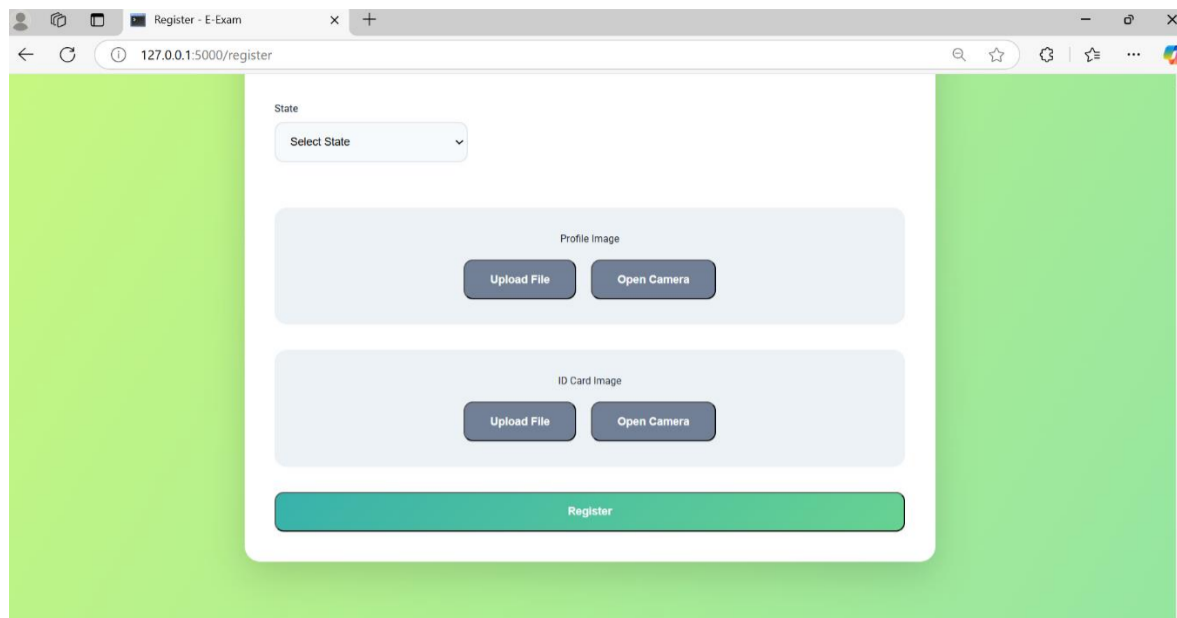 Register - E-Exam
127.0.0.1:5000/register
State
Select State
Profile Image
Upload File Open Camera
ID Card Image
Upload File Open Camera
Register